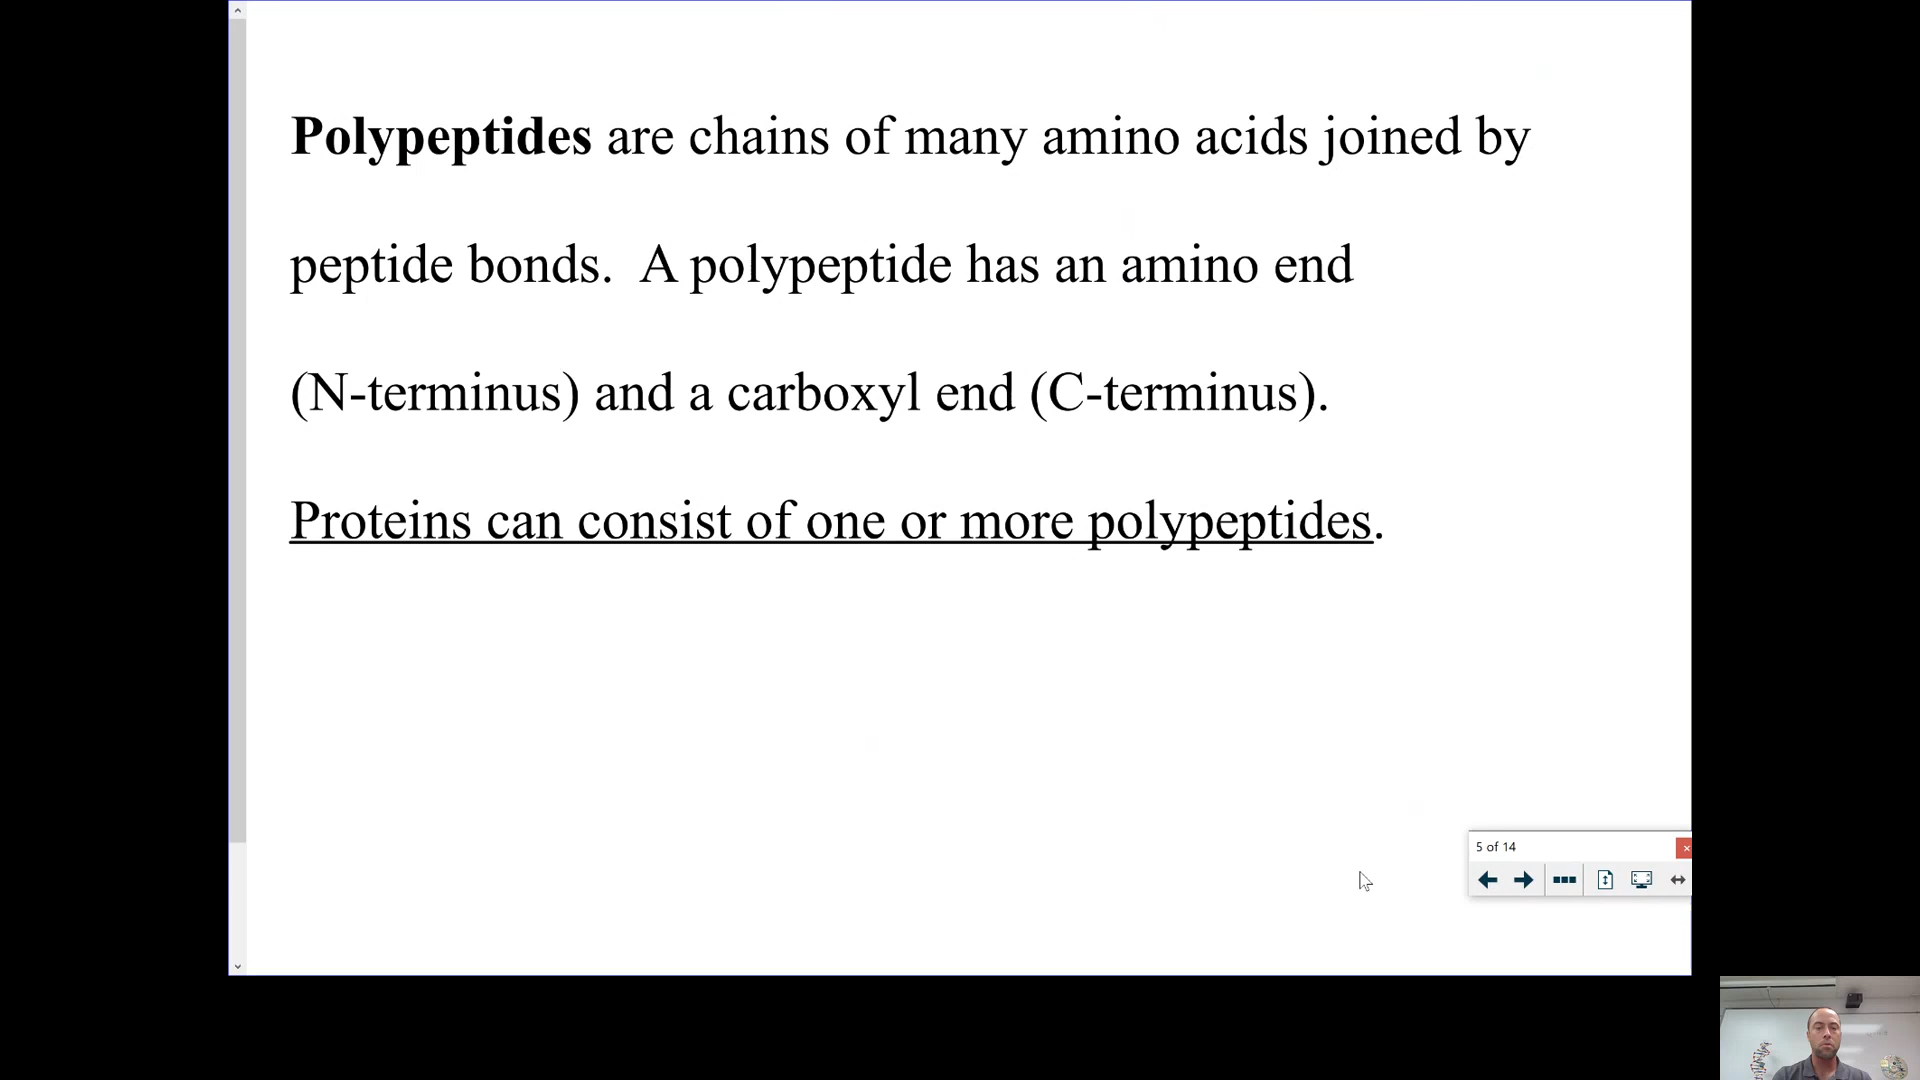 Polypeptides are chains of many amino acids joined by
peptide bonds.  A polypeptide has an amino end
(N-terminus) and a carboxyl end (C-terminus).
Proteins can consist of one or more polypeptides.
5 of 14